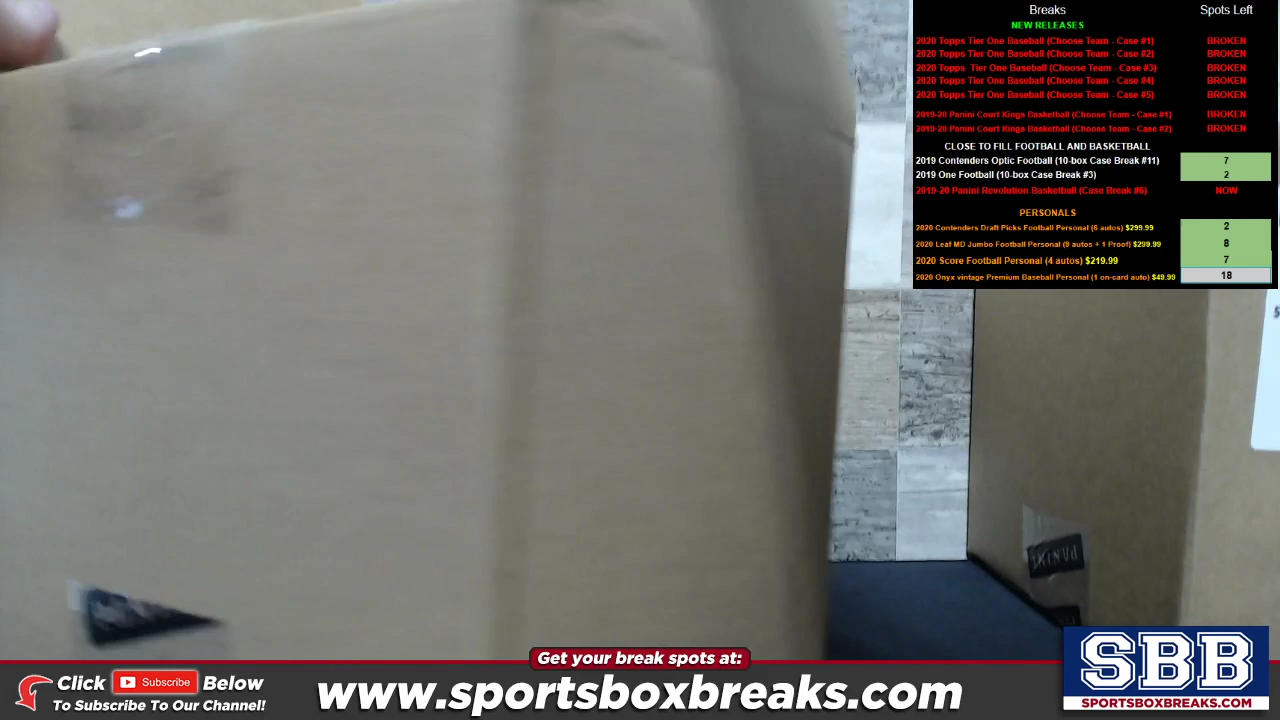 Breaks Spots Left
NEW RELEASES
2020 Topps Tier One Baseball (Choose Team - Case #1) BROKEN
2020 Topps Tier One Baseball (Choose Team - Case #2) BROKEN
2020 Topps Tier One Baseball (Choose Team - Case #3) BROKEN
2020 Topps Tier One Baseball (Choose Team - Case #4) BROKEN
2020 Topps Tier One Baseball (Choose Team - Case #5) BROKEN
2019-20 Panini Court Kings Basketball (Choose Team - Case #1) BROKEN
2019-20 Panini Court Kings Basketball (Choose Team - Case #2) BROKEN
CLOSE TO FILL FOOTBALL AND BASKETBALL
2019 Contenders Optic Football (10-box Case Break #11) 7
2019 One Football (10-box Case Break #3) 2
2019-20 Panini Revolution Basketball (Case Break #6) NOW
PERSONALS
2020 Contenders Draft Picks Football Personal (6 autos) $299.99 2
2020 Leaf MD Jumbo Football Personal (9 autos + 1 Proof) $299.99 8
2020 Score Football Personal (4 autos) $219.99 7
2020 Onyx vintage Premium Baseball Personal (1 on-card auto) $49.99 18
PANINI
Get your break spots at:
Click Subscribe Below
To Subscribe To Our Channel!
www.sportsboxbreaks.com
SBB
SPORTSBOXBREAKS.COM